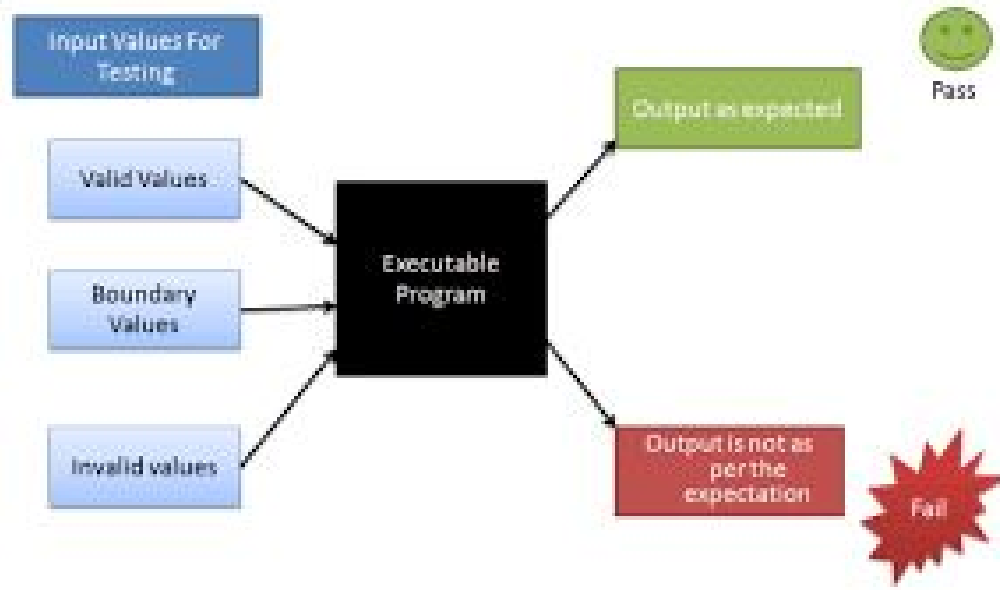 Input Values For
Testing
Pass
Output as expected
Valid Values
Executable
Program
Boundary
Values
Output is not as
per the
expectation
Invalid values
Fail